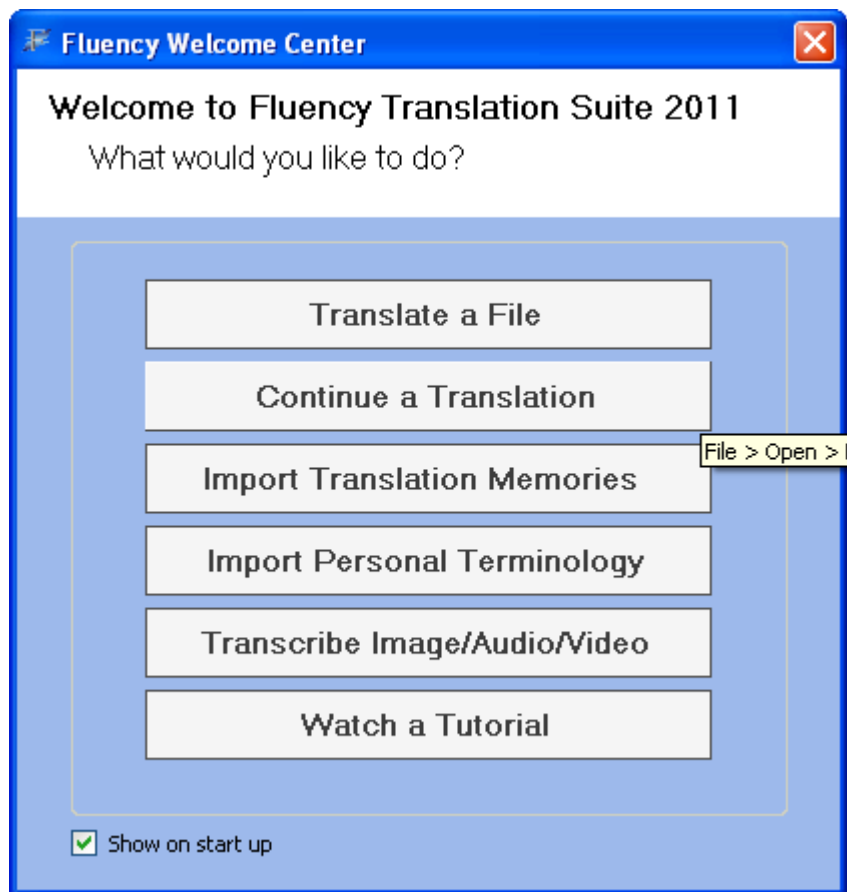 Fluency Welcome Center
Welcome to Fluency Translation Suite 2011
What would you like to do?
Translate a File
Continue a Translation
File > Open >
Import Translation Memories
Import Personal Terminology
Transcribe Image/Audio/Video
Watch a Tutorial
Show on start up